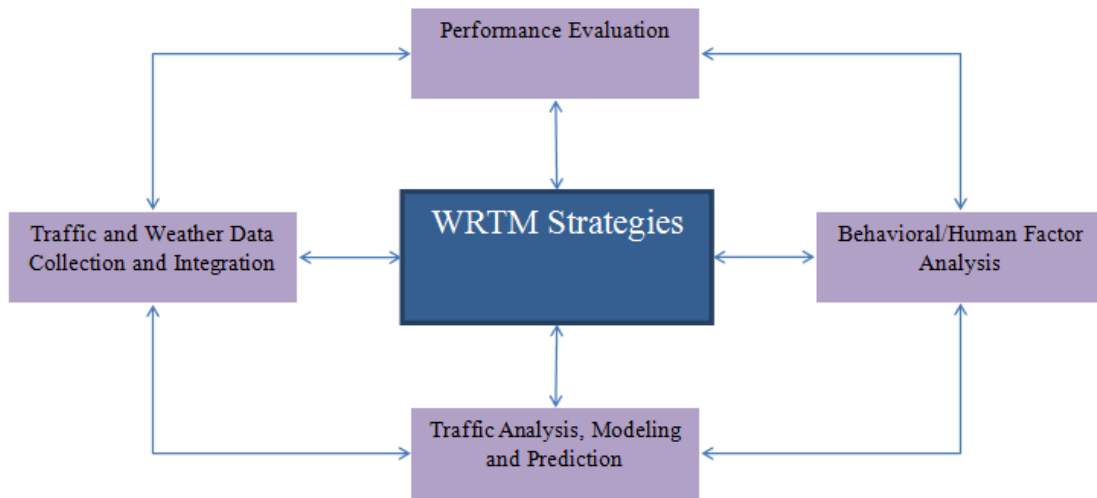 Performance Evaluation
WRTM Strategies
Traffic and Weather Data
Collection and Integration
Behavioral/Human Factor
Analysis
Traffic Analysis, Modeling
and Prediction